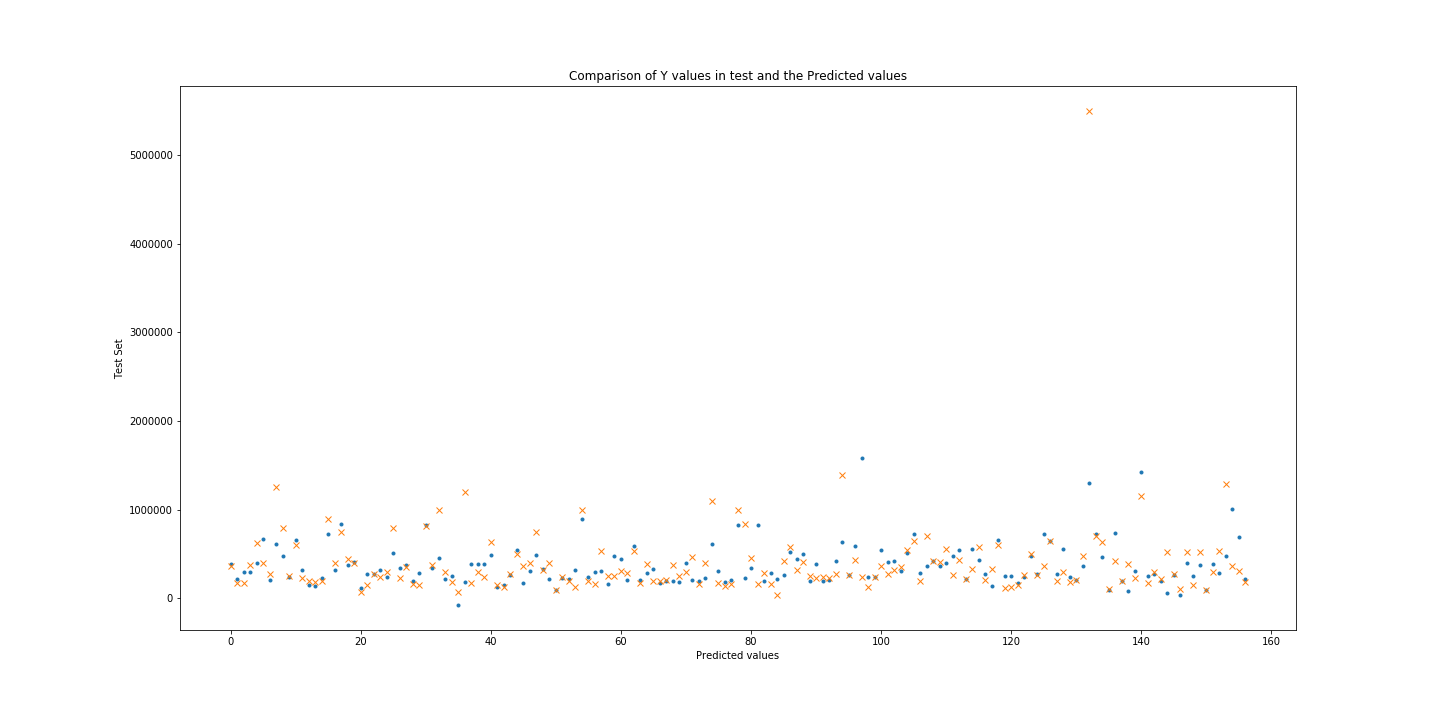 Comparison of Y values in test and the Predicted values
5000000
4000000
3000000
2000000
1000000
0
Test Set
0 20 40 60 80 100 120 140 160
Predicted values